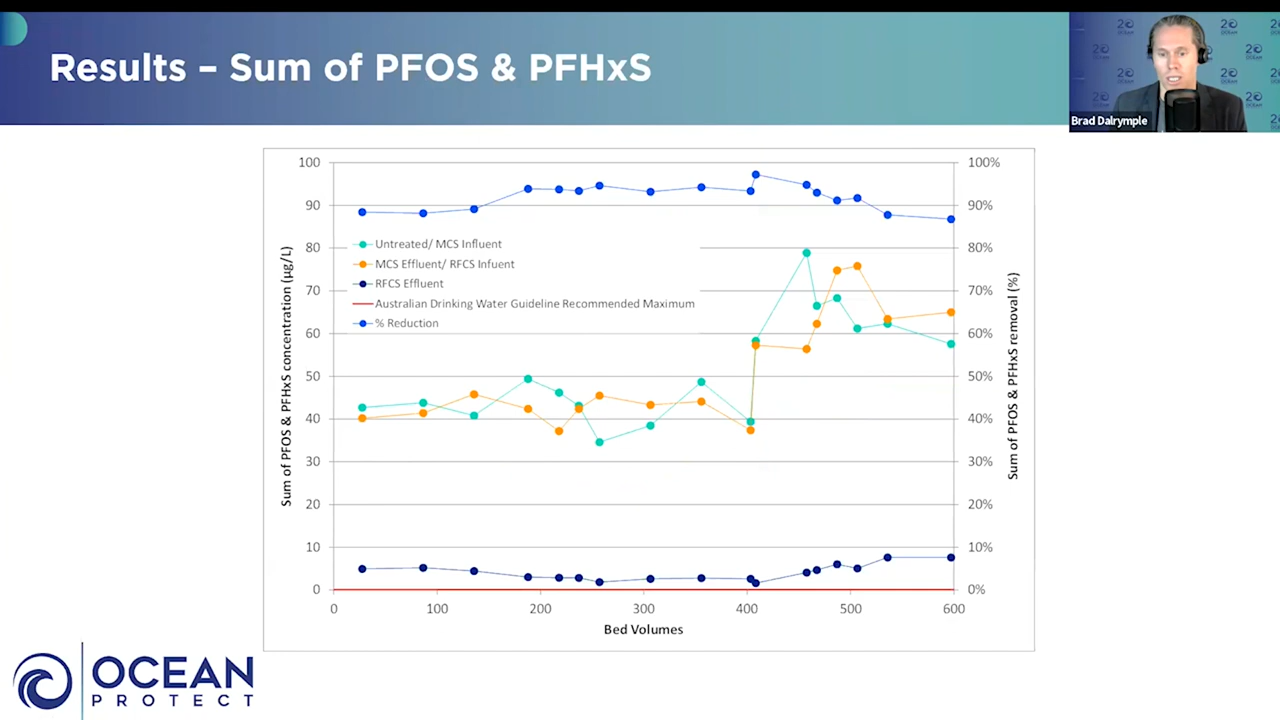 Results – Sum of PFOS & PFHxS
Brad Dalrymple
100
90
80
70
60
50
40
30
20
10
0
100%
90%
80%
70%
60%
50%
40%
30%
20%
10%
0%
Sum of PFOS & PFHxS concentration (µg/L)
Sum of PFOS & PFHxS removal (%)
Untreated/ MCS Influent
MCS Effluent/ RFCS Infuent
RFCS Effluent
Australian Drinking Water Guideline Recommended Maximum
% Reduction
0 100 200 300 400 500 600
Bed Volumes
OCEAN
PROTECT